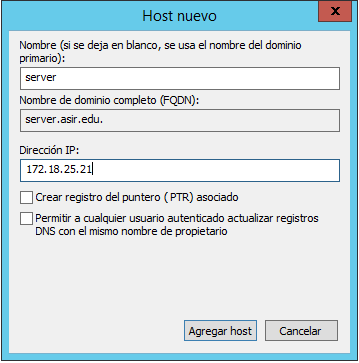 Host nuevo
x
Nombre (si se deja en blanco, se usa el nombre del dominio
primario):
server
Nombre de dominio completo (FQDN):
server.asir.edu.
Dirección IP:
172.18.25.21
Crear registro del puntero (PTR) asociado
Permitir a cualquier usuario autenticado actualizar registros
DNS con el mismo nombre de propietario
Agregar host
Cancelar